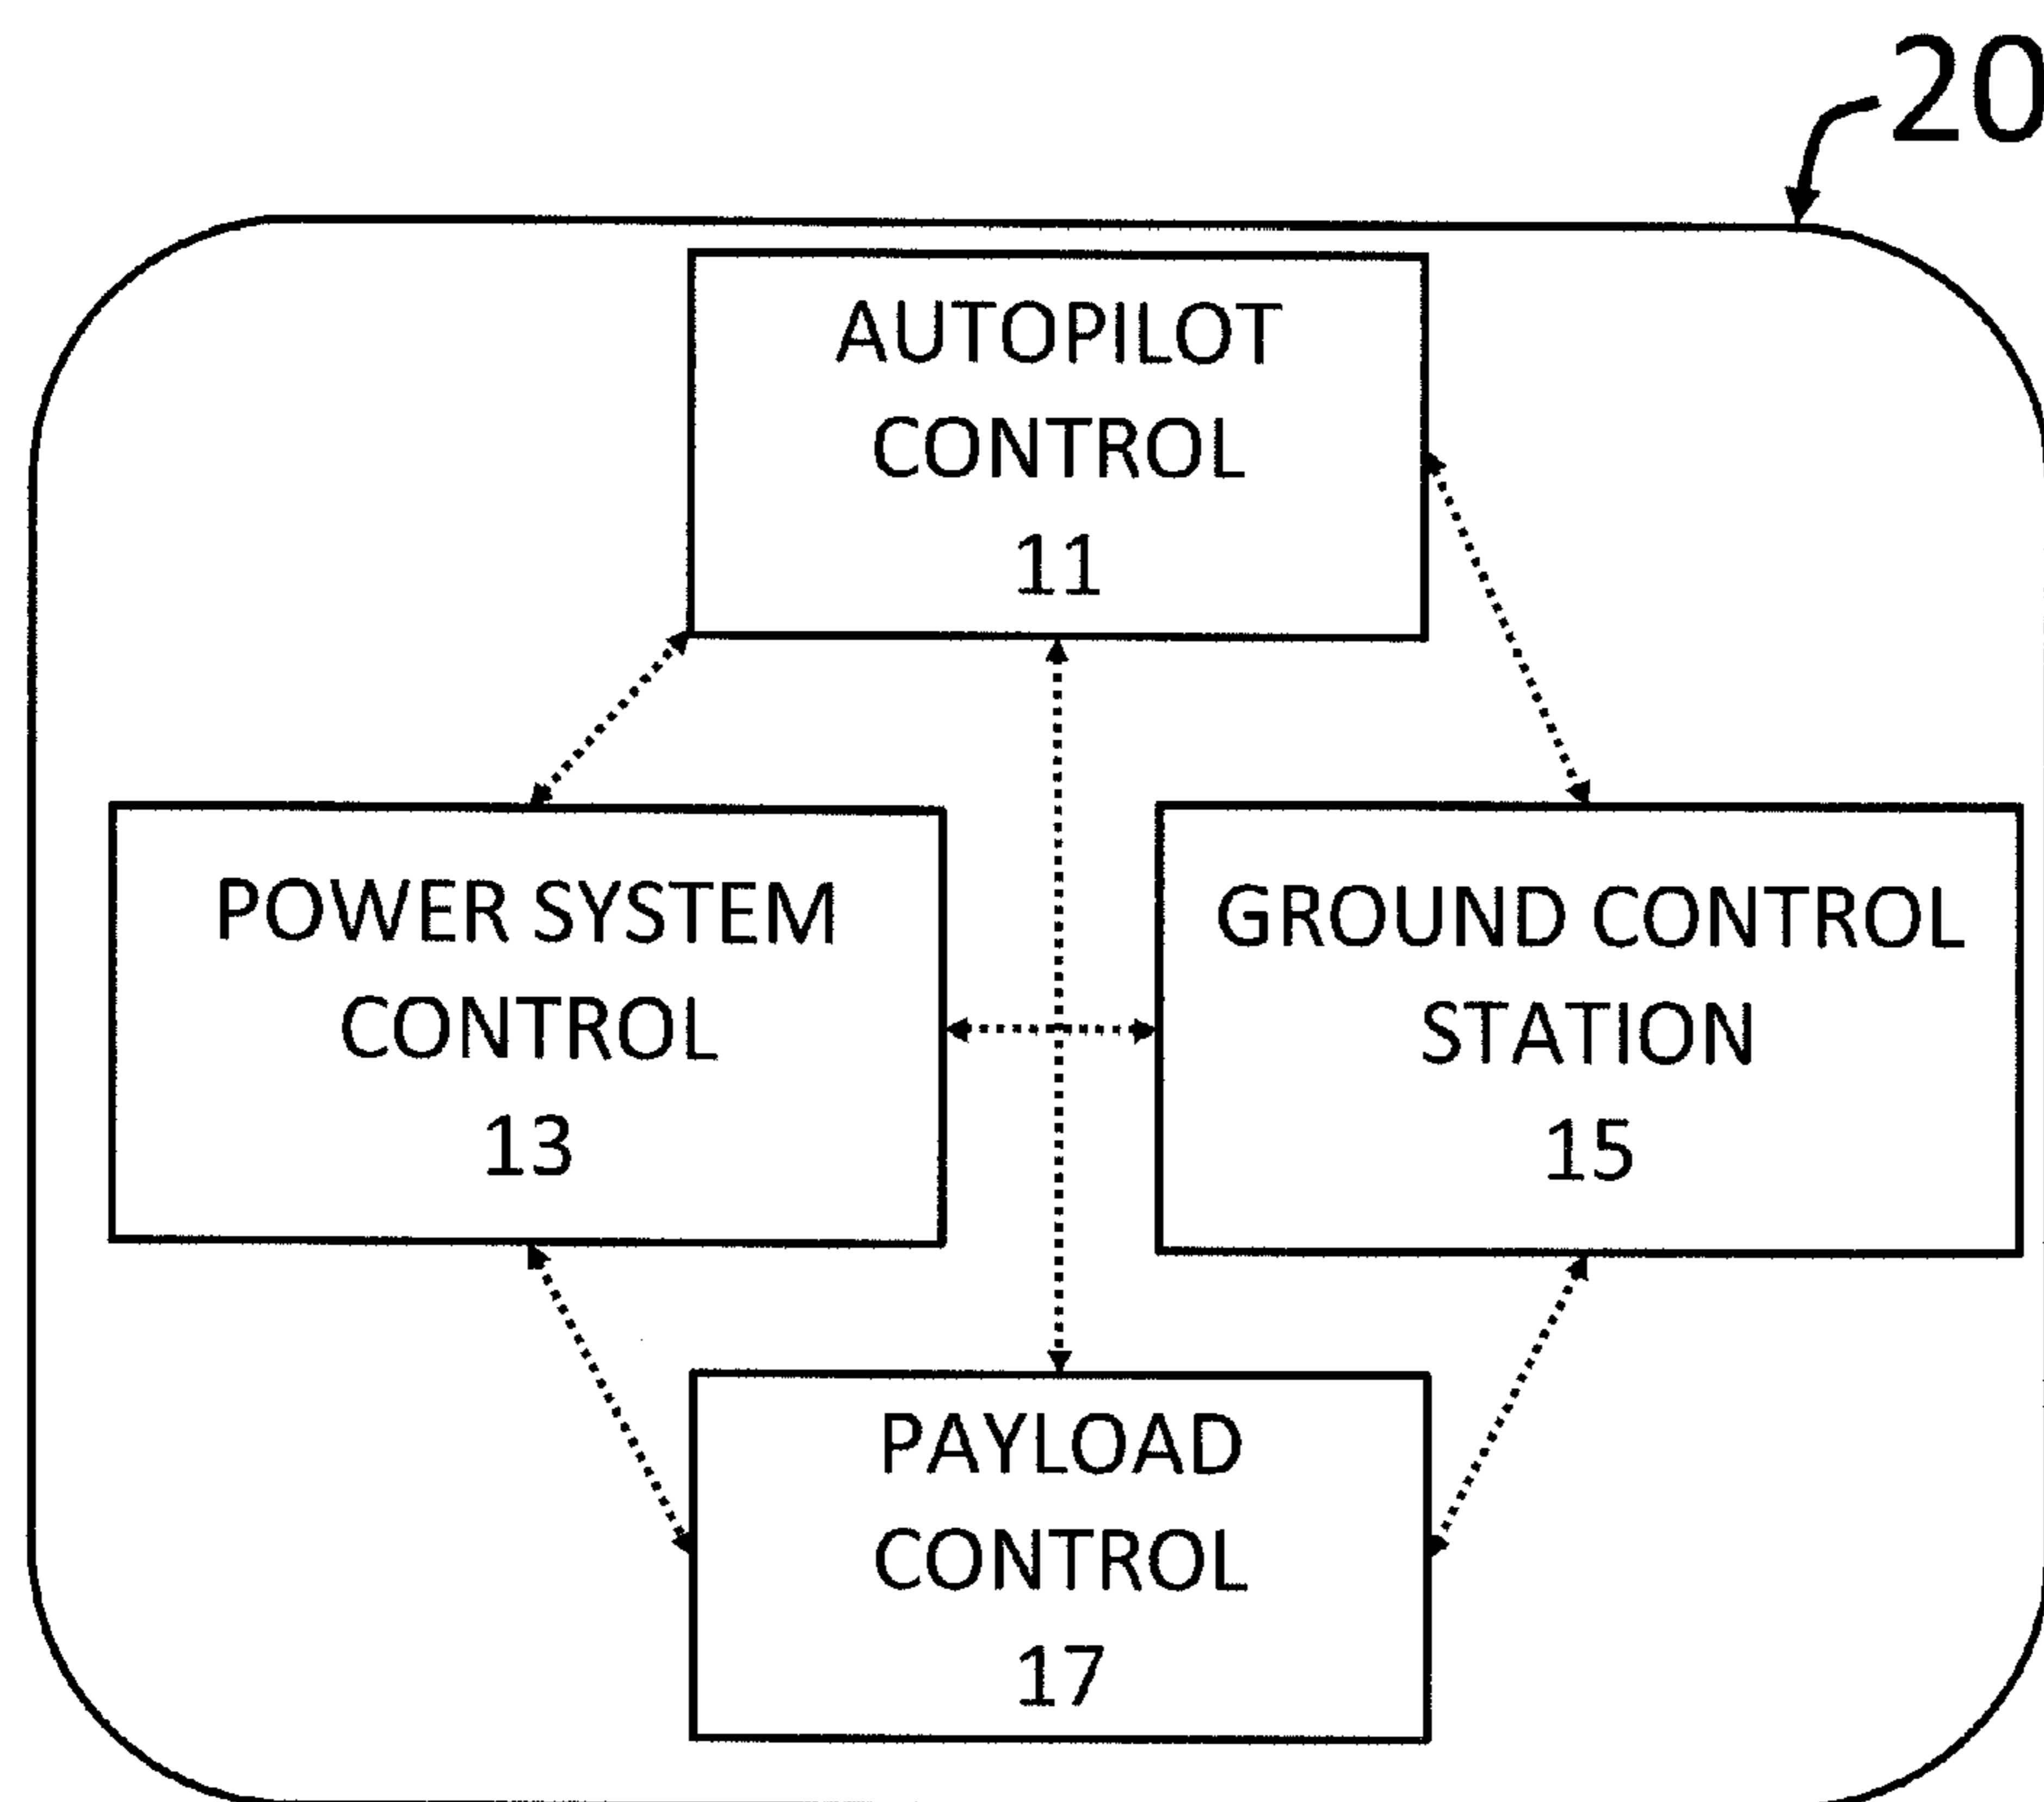 20
AUTOPILOT
CONTROL
11
POWER SYSTEM
CONTROL
13
GROUND CONTROL
STATION
15
PAYLOAD
CONTROL
17